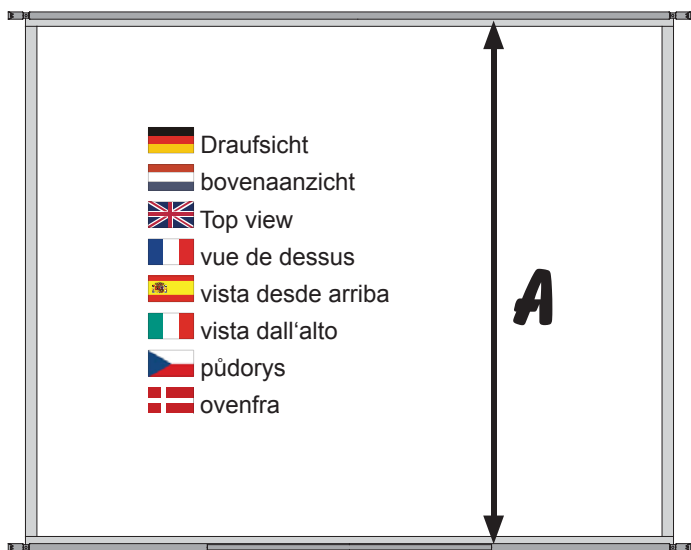 Draufsicht
bovenaanzicht
Top view
vue de dessus
vista desde arriba
vista dall‘alto
půdorys
ovenfra
A